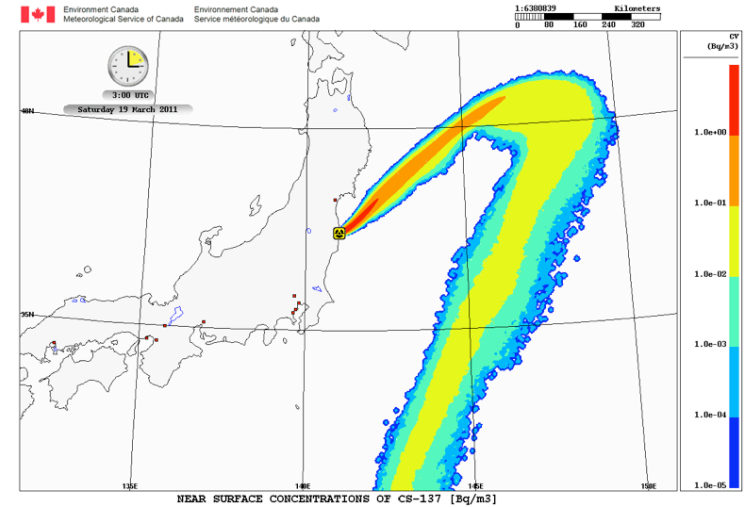 Environment Canada Environnement Canada
Meteorological Service of Canada Service météorologique du Canada
1:6380839 Kilometers
0 80 160 240 320
CV
(Bq/m3)
3:00 UTC
Saturday 19 March 2011
40N
1.0e+00
1.0e-01
1.0e-02
35N
1.0e-03
1.0e-04
1.0e-05
135E 140E 145E 150E
NEAR SURFACE CONCENTRATIONS OF CS-137 [Bq/m3]